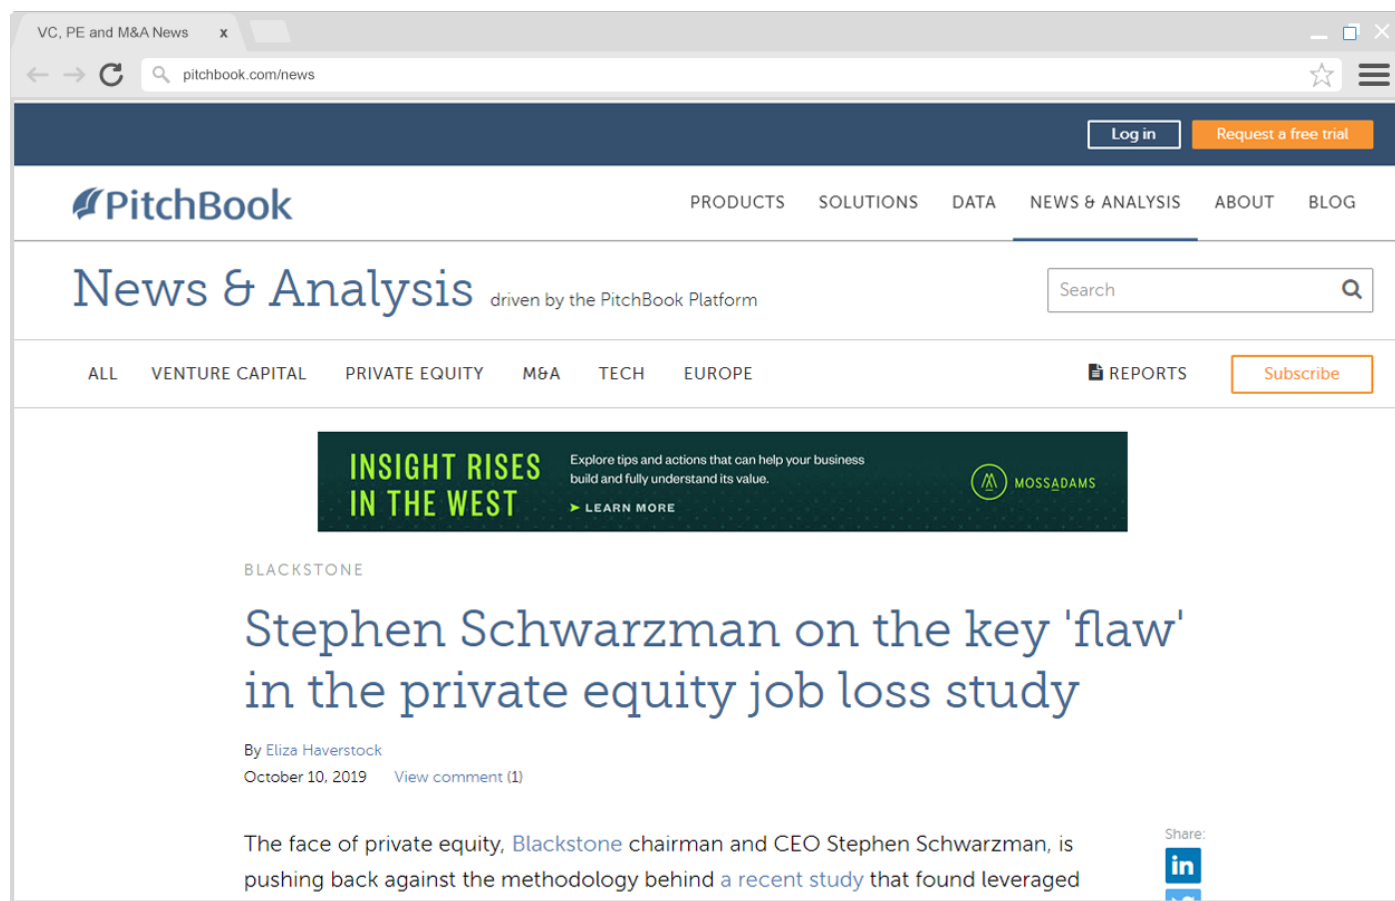 VC, PE and M&A News x
pitchbook.com/news
Log in
Request a free trial
PitchBook
PRODUCTS SOLUTIONS DATA NEWS & ANALYSIS ABOUT BLOG
News & Analysis driven by the PitchBook Platform
Search
ALL VENTURE CAPITAL PRIVATE EQUITY M&A TECH EUROPE REPORTS Subscribe
INSIGHT RISES
IN THE WEST
Explore tips and actions that can help your business
build and fully understand its value.
➤ LEARN MORE
MOSSADAMS
BLACKSTONE
Stephen Schwarzman on the key 'flaw'
in the private equity job loss study
By Eliza Haverstock
October 10, 2019 View comment (1)
The face of private equity, Blackstone chairman and CEO Stephen Schwarzman, is
pushing back against the methodology behind a recent study that found leveraged
Share:
in